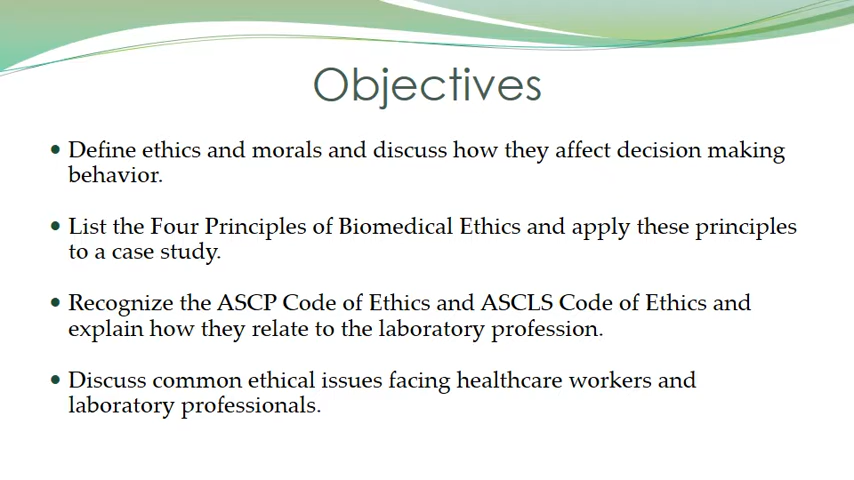 Objectives
• Define ethics and morals and discuss how they affect decision making
behavior.
• List the Four Principles of Biomedical Ethics and apply these principles
to a case study.
• Recognize the ASCP Code of Ethics and ASCLS Code of Ethics and
explain how they relate to the laboratory profession.
• Discuss common ethical issues facing healthcare workers and
laboratory professionals.